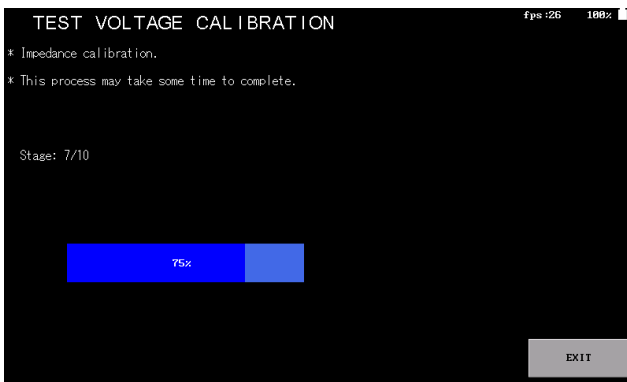 TEST VOLTAGE CALIBRATION
fps:26 100%
* Impedance calibration.
* This process may take some time to complete.
Stage: 7/10
75%
EXIT